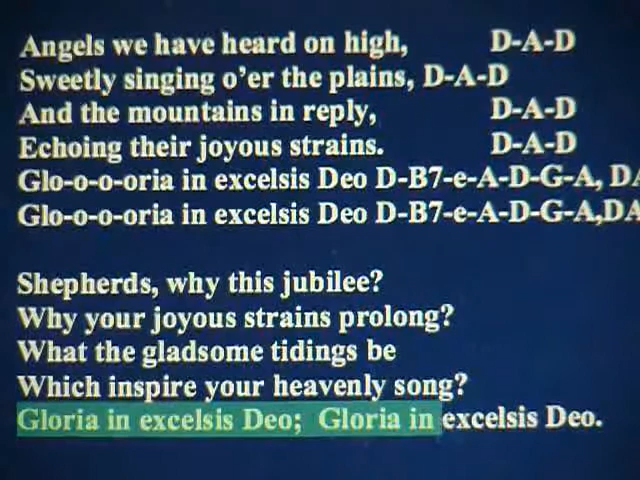 Angels we have heard on high, D-A-D
Sweetly singing o'er the plains, D-A-D
And the mountains in reply, D-A-D
Echoing their joyous strains. D-A-D
Glo-o-o-oria in excelsis Deo D-B7-e-A-D-G-A, DA
Glo-o-o-oria in excelsis Deo D-B7-e-A-D-G-A,DA
Shepherds, why this jubilee?
Why your joyous strains prolong?
What the gladsome tidings be
Which inspire your heavenly song?
Gloria in excelsis Deo; Gloria in excelsis Deo.